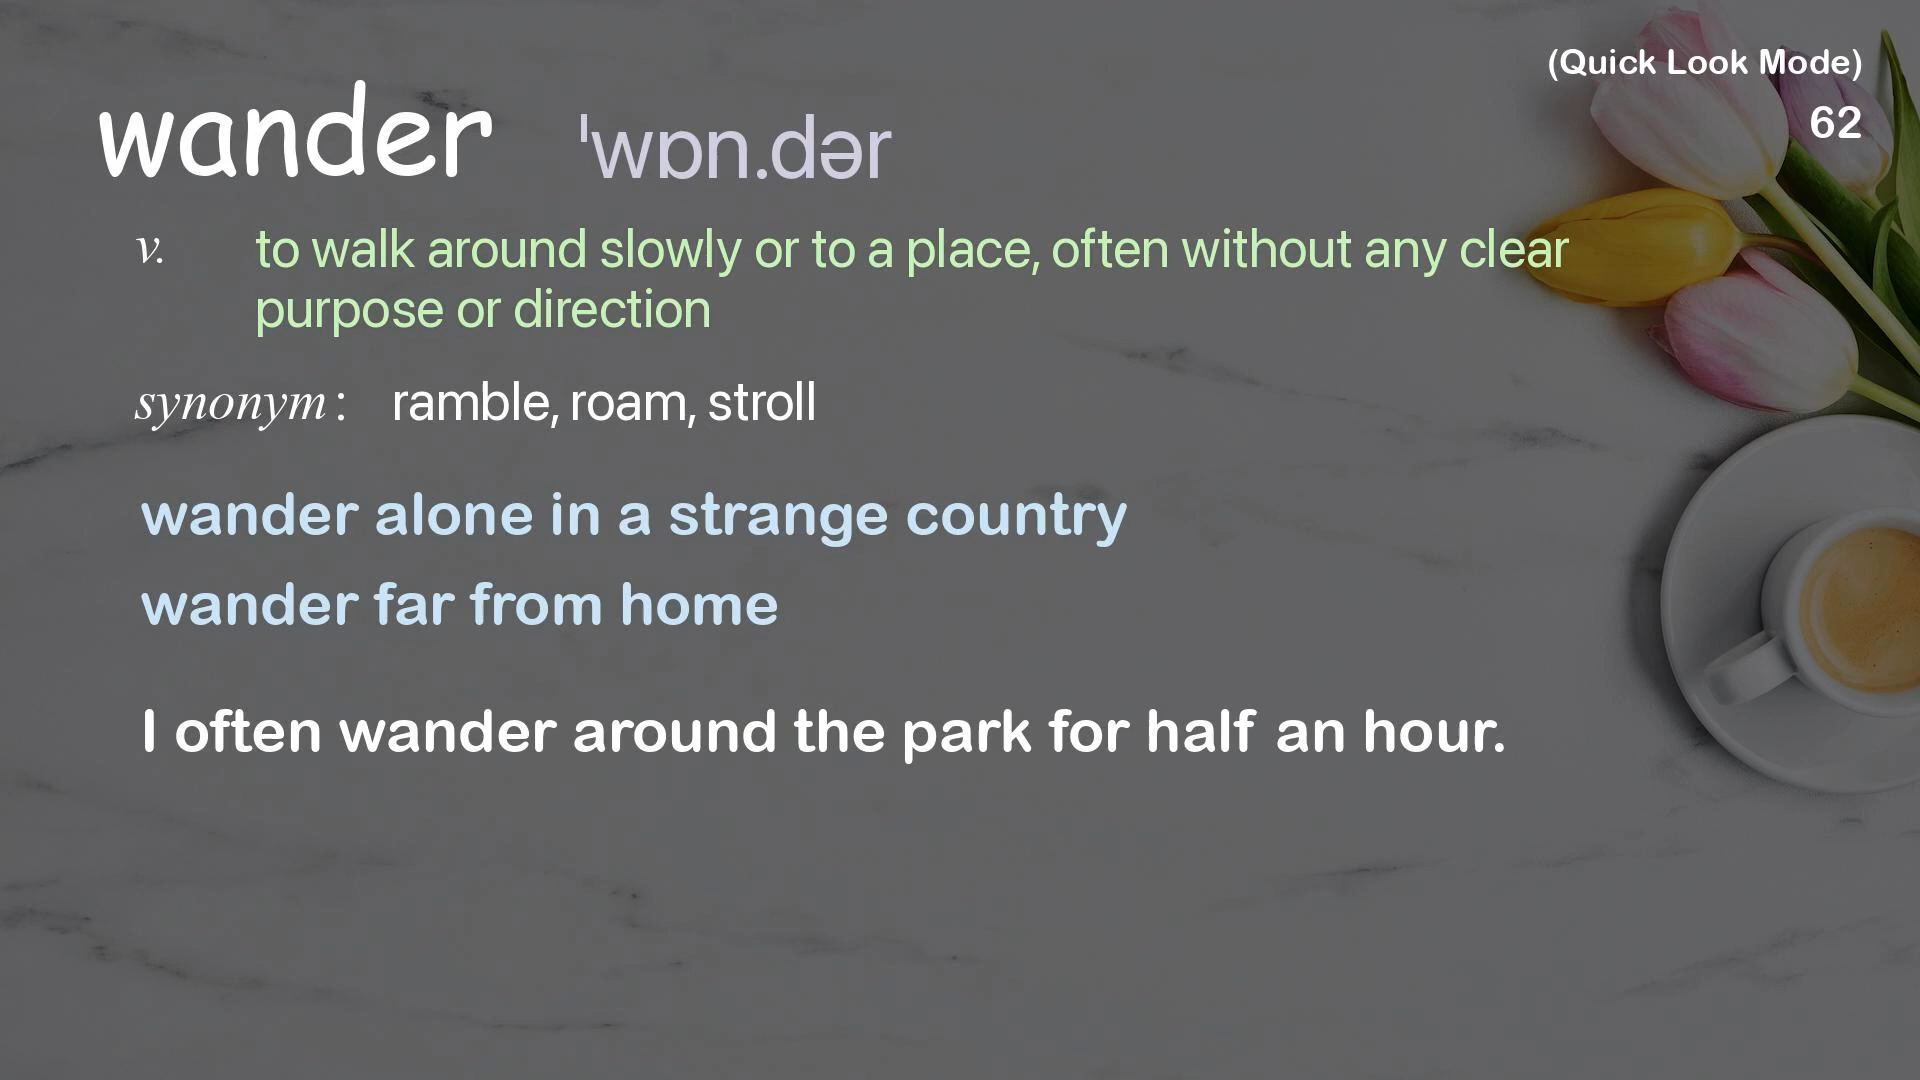 (Quick Look Mode)
62
wander ˈwɒn.dər
v. to walk around slowly or to a place, often without any clear
purpose or direction
synonym: ramble, roam, stroll
wander alone in a strange country
wander far from home
I often wander around the park for half an hour.